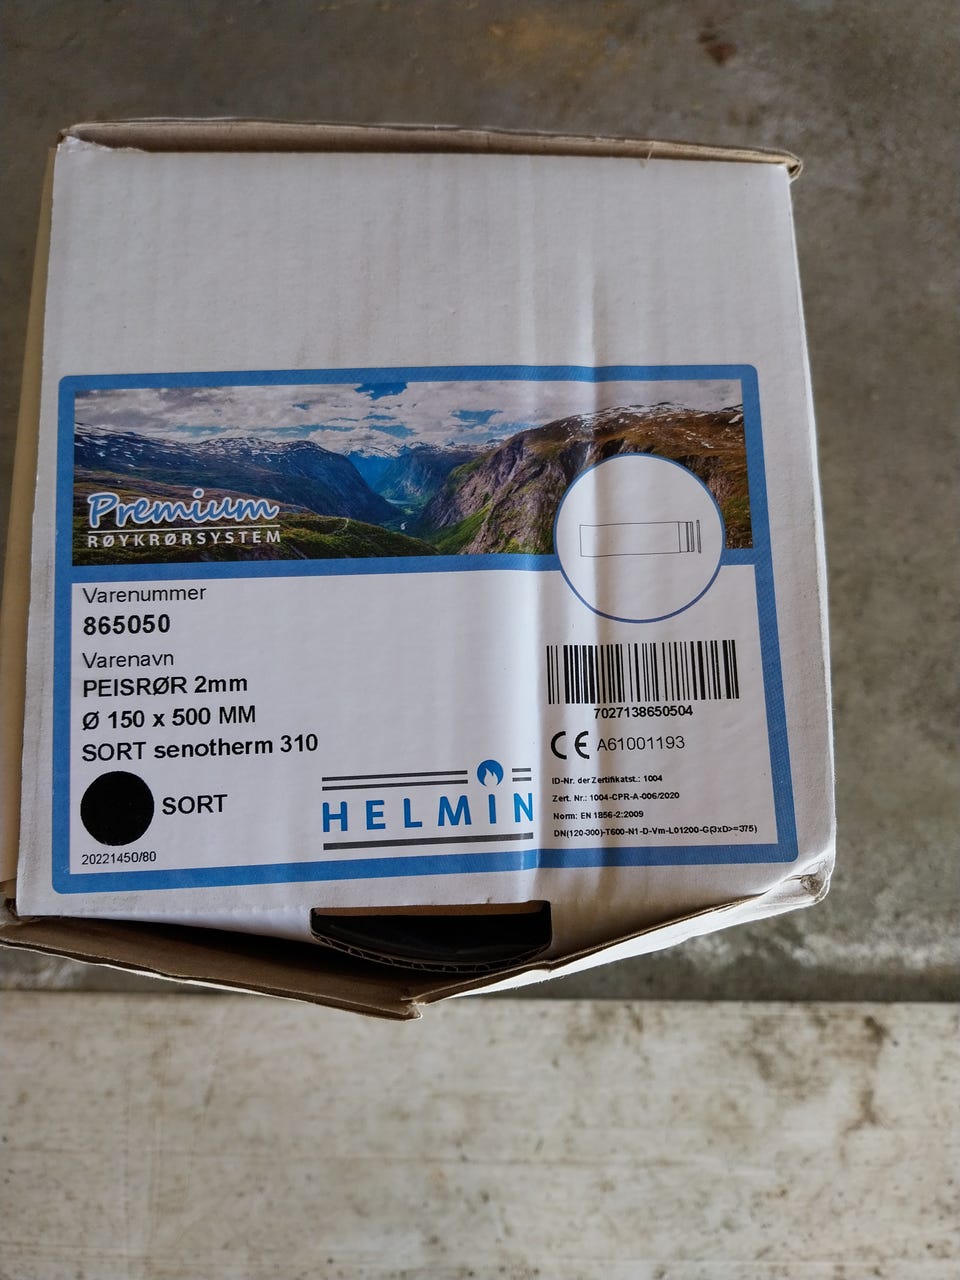 Premium
RØYKRØRSYSTEM
Varenummer
865050
Varenavn
PEISRØR 2mm
Ø 150 x 500 MM
SORT senotherm 310
SORT
20221450/80
HELMIN
7027138650504
CE A61001193
ID-Nr. der Zertifikatst.: 1004
Zert. Nr.: 1004-CPR-A-006/2020
Norm: EN 1856-2:2009
DN(120-300)-T600-N1-D-Vm-L01200-G(3xD>=375)